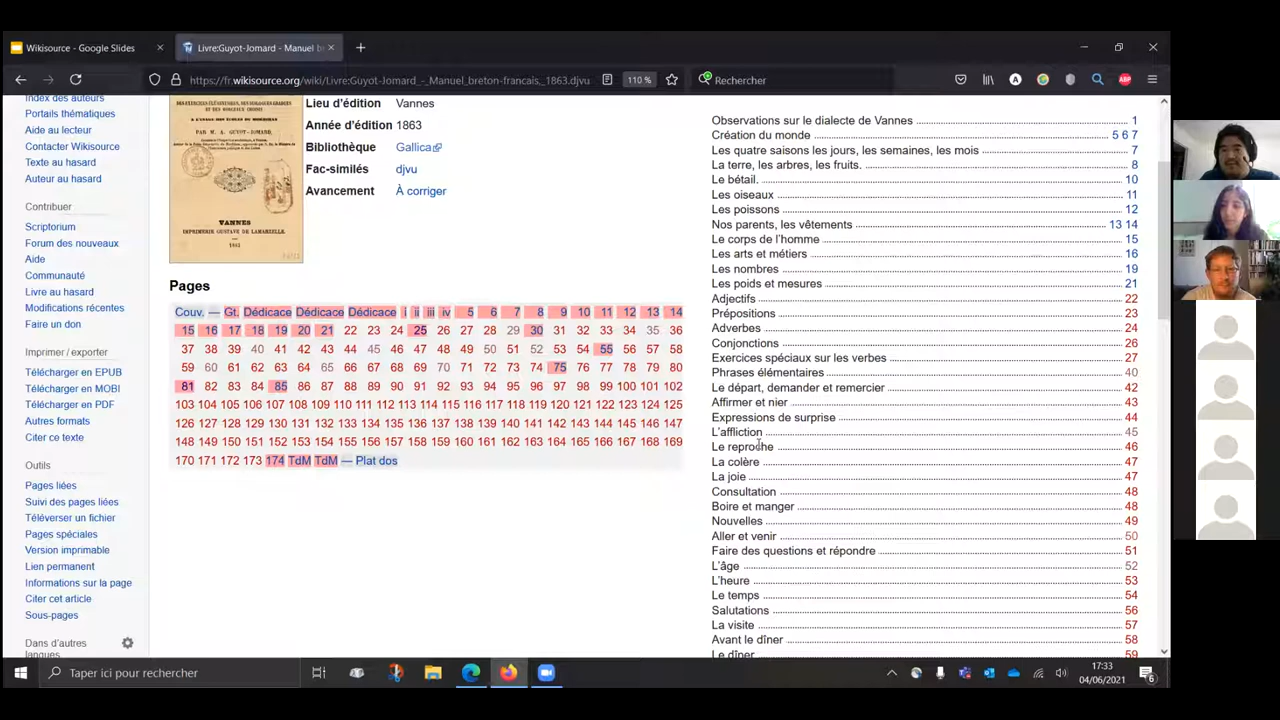 Wikisource - Google Slides
Livre:Guyot-Jomard — Manuel b
https://fr.wikisource.org/wiki/Livre:Guyot-Jomard_-_Manuel_breton-francais,_1863.djvu
110 %
Rechercher
ABP
Index des auteurs
Portails thématiques
Aide au lecteur
Contacter Wikisource
Texte au hasard
Auteur au hasard
Contribuer
Scriptorium
Forum des nouveaux
Aide
Communauté
Livre au hasard
Modifications récentes
Faire un don
Imprimer / exporter
Télécharger en EPUB
Télécharger en MOBI
Télécharger en PDF
Autres formats
Citer ce texte
Outils
Pages liées
Suivi des pages liées
Téléverser un fichier
Pages spéciales
Version imprimable
Lien permanent
Informations sur la page
Citer cet article
Sous-pages
Dans d’autres
langues
PAR M. A. GUYOT-JOMARD,
VANNES
IMPRIMERIE GUSTAVE DE LAMARZELLE.
Lieu d’édition Vannes
Année d’édition 1863
Bibliothèque Gallica
Fac-similés djvu
Avancement À corriger
Pages
Couv. — Gt. Dédicace Dédicace Dédicace i ii iii iv 5 6 7 8 9 10 11 12 13 14
15 16 17 18 19 20 21 22 23 24 25 26 27 28 29 30 31 32 33 34 35 36
37 38 39 40 41 42 43 44 45 46 47 48 49 50 51 52 53 54 55 56 57 58
59 60 61 62 63 64 65 66 67 68 69 70 71 72 73 74 75 76 77 78 79 80
81 82 83 84 85 86 87 88 89 90 91 92 93 94 95 96 97 98 99 100 101 102
103 104 105 106 107 108 109 110 111 112 113 114 115 116 117 118 119 120 121 122 123 124 125
126 127 128 129 130 131 132 133 134 135 136 137 138 139 140 141 142 143 144 145 146 147
148 149 150 151 152 153 154 155 156 157 158 159 160 161 162 163 164 165 166 167 168 169
170 171 172 173 174 TdM TdM — Plat dos
Observations sur le dialecte de Vannes 1
Création du monde 5 6 7
Les quatre saisons les jours, les semaines, les mois 7
La terre, les arbres, les fruits. 8
Le bétail. 10
Les oiseaux 11
Les poissons 12
Nos parents, les vêtements 13 14
Le corps de l’homme 15
Les arts et métiers 16
Les nombres 19
Les poids et mesures 21
Adjectifs 22
Prépositions 23
Adverbes 24
Conjonctions 26
Exercices spéciaux sur les verbes 27
Phrases élémentaires 40
Le départ, demander et remercier 42
Affirmer et nier 43
Expressions de surprise 44
L’affliction 45
Le reproche 46
La colère 47
La joie 47
Consultation 48
Boire et manger 48
Nouvelles 49
Aller et venir 50
Faire des questions et répondre 51
L’âge 52
L’heure 53
Le temps 54
Salutations 56
La visite 57
Avant le dîner 58
Le dîner 59
Taper ici pour rechercher
17:33
04/06/2021
6